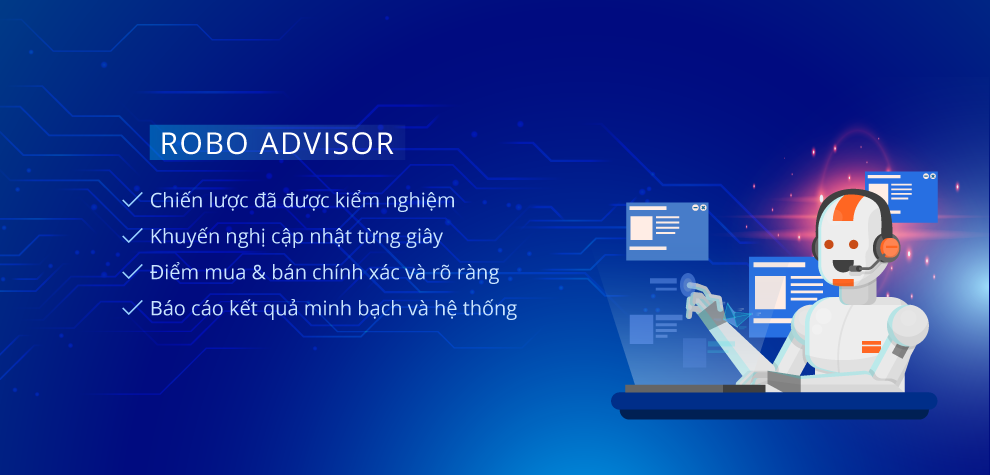 ROBO ADVISOR
Chiến lược đã được kiểm nghiệm
Khuyến nghị cập nhật từng giây
Điểm mua & bán chính xác và rõ ràng
Báo cáo kết quả minh bạch và hệ thống